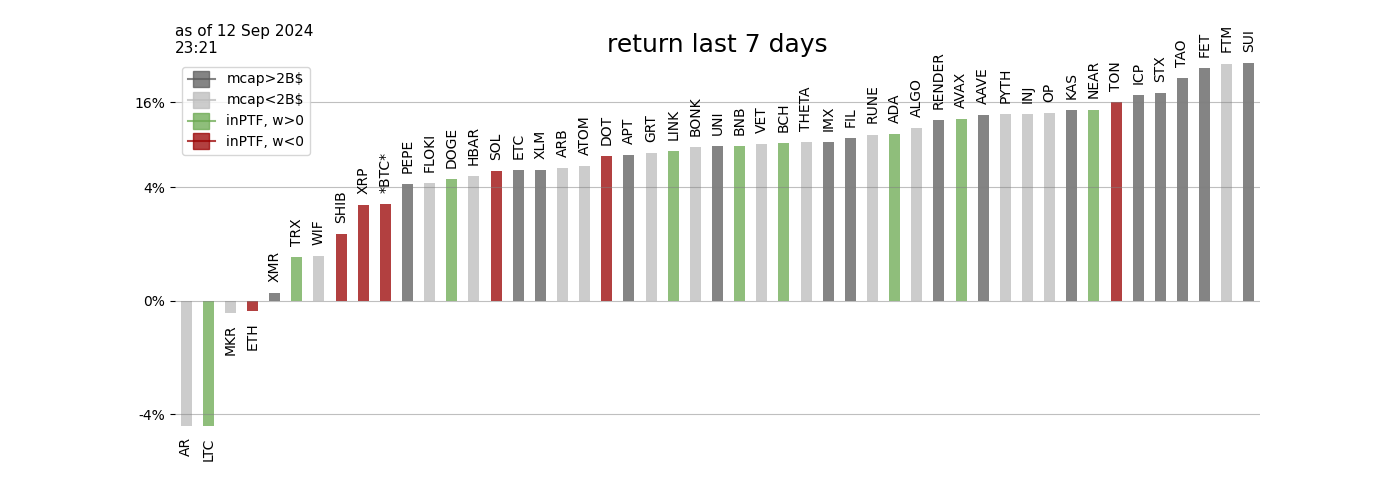 as of 12 Sep 2024
23:21
return last 7 days
mcap>2B$
mcap<2B$
inPTF, w>0
inPTF, w<0
16%
4%
0%
-4%
AR
LTC
MKR
ETH
XMR
TRX
WIF
SHIB
XRP
*BTC*
PEPE
FLOKI
DOGE
HBAR
SOL
ETC
XLM
ARB
ATOM
DOT
APT
GRT
LINK
BONK
UNI
BNB
VET
BCH
THETA
IMX
FIL
RUNE
ADA
ALGO
RENDER
AVAX
AAVE
PYTH
INJ
OP
KAS
NEAR
TON
ICP
STX
TAO
FET
FTM
SUI